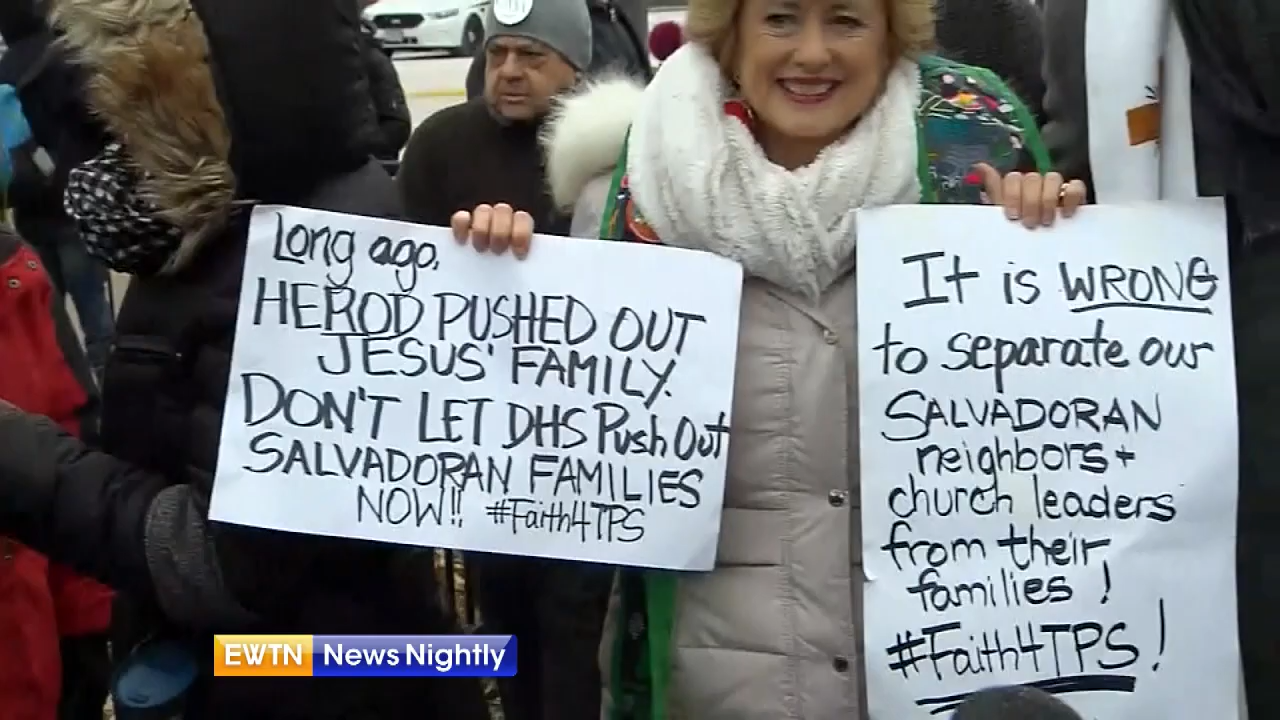 Long ago,
HEROD PUSHED OUT
JESUS' FAMILY.
DON'T LET DHS Push Out
SALVADORAN FAMILIES
NOW!! #Faith4TPS
It is WRONG
to separate our
SALVADORAN
neighbors +
church leaders
from their
families!
#Faith4TPS!
EWTN News Nightly